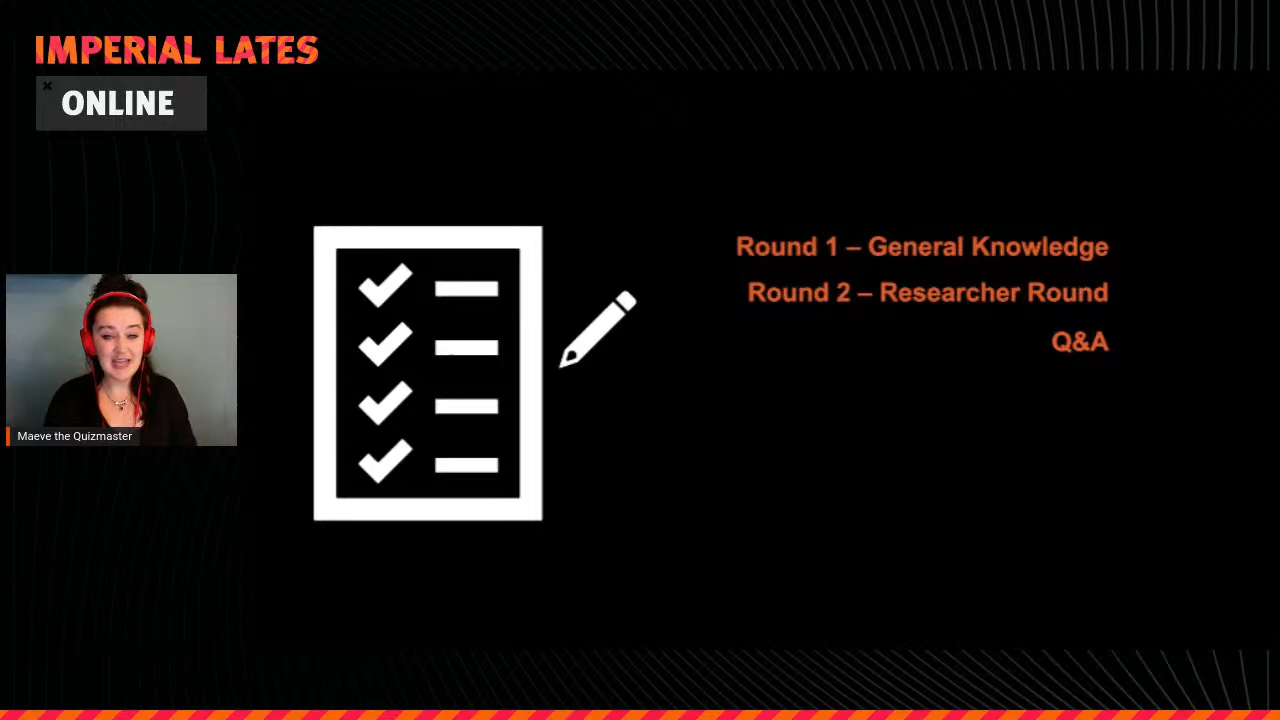 IMPERIAL LATES
ONLINE
Round 1 – General Knowledge
Round 2 – Researcher Round
Q&A
Maeve the Quizmaster